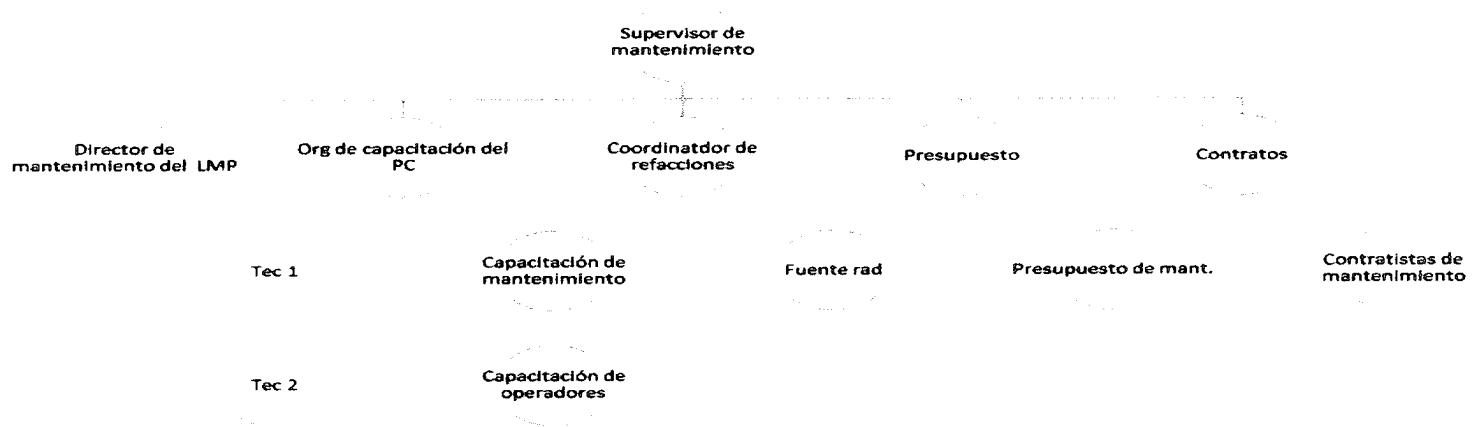 Supervisor de
mantenimiento
Director de
mantenimiento del LMP
Org de capacitación del
PC
Coordinatdor de
refacciones
Presupuesto
Contratos
Tec 1
Capacitación de
mantenimiento
Fuente rad
Presupuesto de mant.
Contratistas de
mantenimiento
Tec 2
Capacitación de
operadores